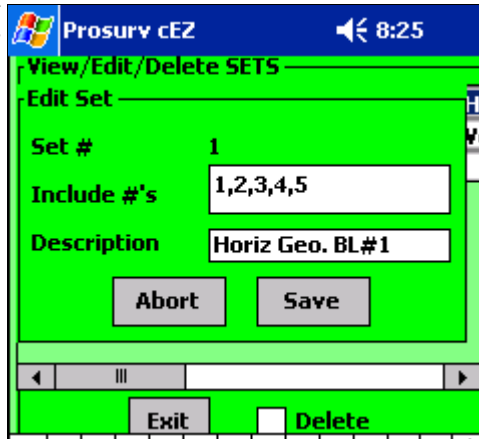 Prosurv cEZ 8:25
View/Edit/Delete SETS
Edit Set
Set # 1
Include #'s 1,2,3,4,5
Description Horiz Geo. BL#1
Abort Save
Exit Delete